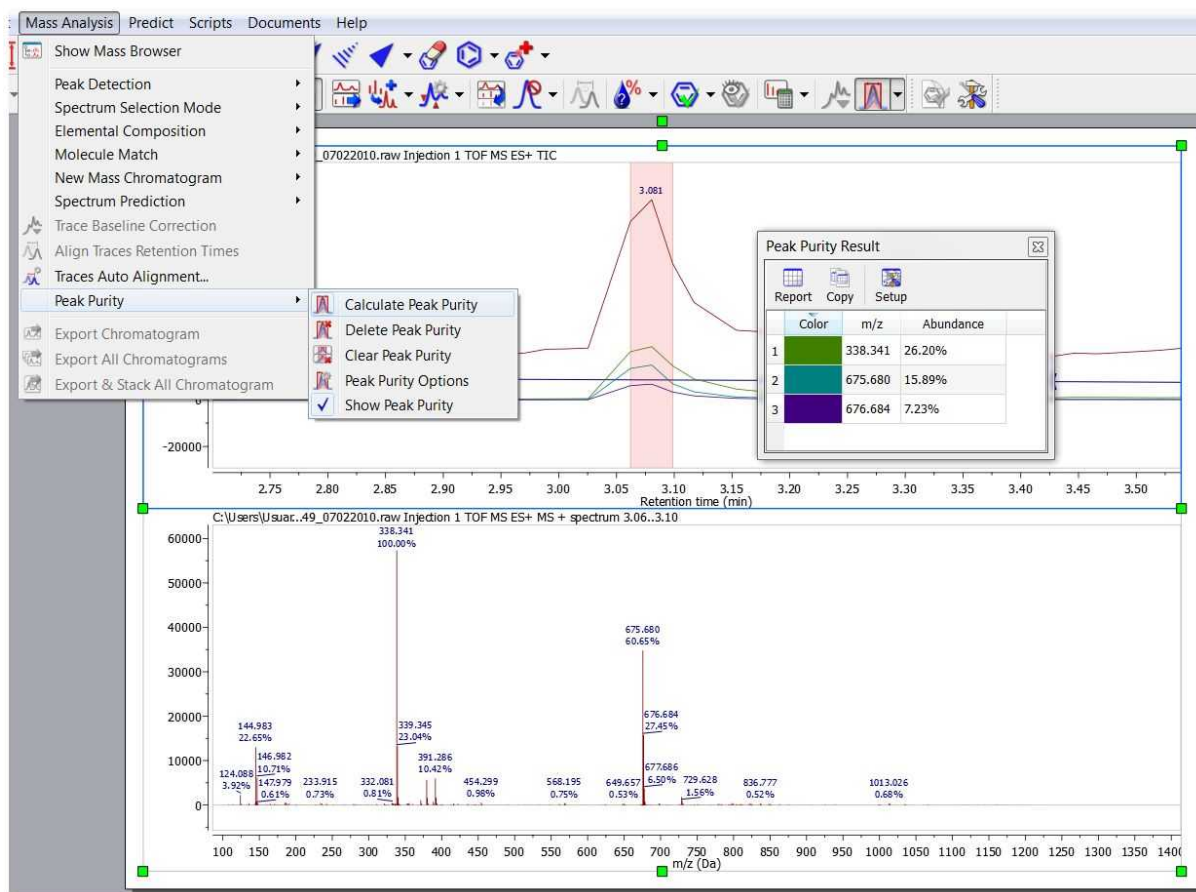 Mass Analysis Predict Scripts Documents Help
Show Mass Browser
Peak Detection
Spectrum Selection Mode
Elemental Composition
Molecule Match
New Mass Chromatogram
Spectrum Prediction
Trace Baseline Correction
Align Traces Retention Times
Traces Auto Alignment...
Peak Purity
Export Chromatogram
Export All Chromatograms
Export & Stack All Chromatogram
Calculate Peak Purity
Delete Peak Purity
Clear Peak Purity
Peak Purity Options
Show Peak Purity
_07022010.raw Injection 1 TOF MS ES+ TIC
3.081
Peak Purity Result
Report Copy Setup
Color m/z Abundance
1 338.341 26.20%
2 675.680 15.89%
3 676.684 7.23%
0
-20000
2.75 2.80 2.85 2.90 2.95 3.00 3.05 3.10 3.15 3.20 3.25 3.30 3.35 3.40 3.45 3.50
Retention time (min)
C:\Users\Usuar...49_07022010.raw Injection 1 TOF MS ES+ MS + spectrum 3.06..3.10
60000
50000
40000
30000
20000
10000
0
338.341
100.00%
675.680
60.65%
676.684
27.45%
144.983
22.65%
339.345
23.04%
146.982
10.71%
391.286
10.42%
677.686
6.50%
124.088
3.92%
147.979
0.61%
233.915
0.73%
332.081
0.81%
454.299
0.98%
568.195
0.75%
649.657
0.53%
729.628
1.56%
836.777
0.52%
1013.026
0.68%
100 150 200 250 300 350 400 450 500 550 600 650 700 750 800 850 900 950 1000 1050 1100 1150 1200 1250 1300 1350
m/z (Da)